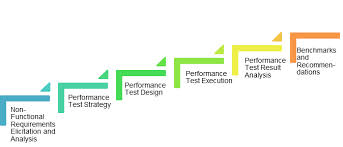 Non-
Functional
Requirements
Elicitation and
Analysis
Performance
Test Strategy
Performance
Test Design
Performance
Test Execution
Performance
Test Result
Analysis
Benchmarks
and
Recommen-
dations